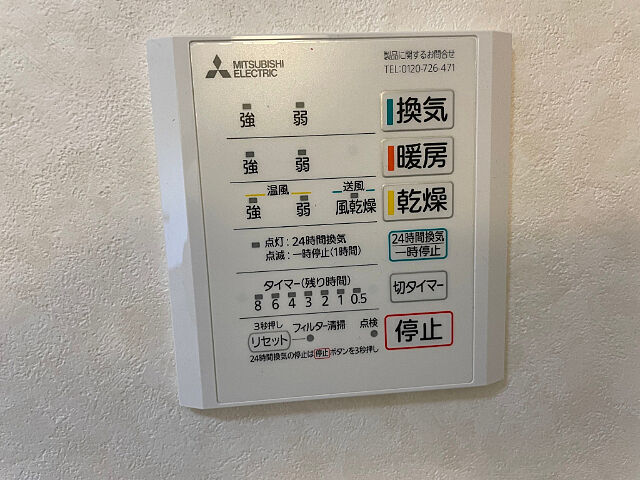 MITSUBISHI
ELECTRIC
製品に関するお問合せ
TEL:0120-726-471
強 弱 換気
強 弱 暖房
温風 送風
強 弱 風乾燥 乾燥
点灯:24時間換気
点滅:一時停止(1時間)
24時間換気
一時停止
タイマー(残り時間)
8 6 4 3 2 1 0.5
切タイマー
3秒押し
リセット フィルター清掃 点検
停止
24時間換気の停止は停止ボタンを3秒押し